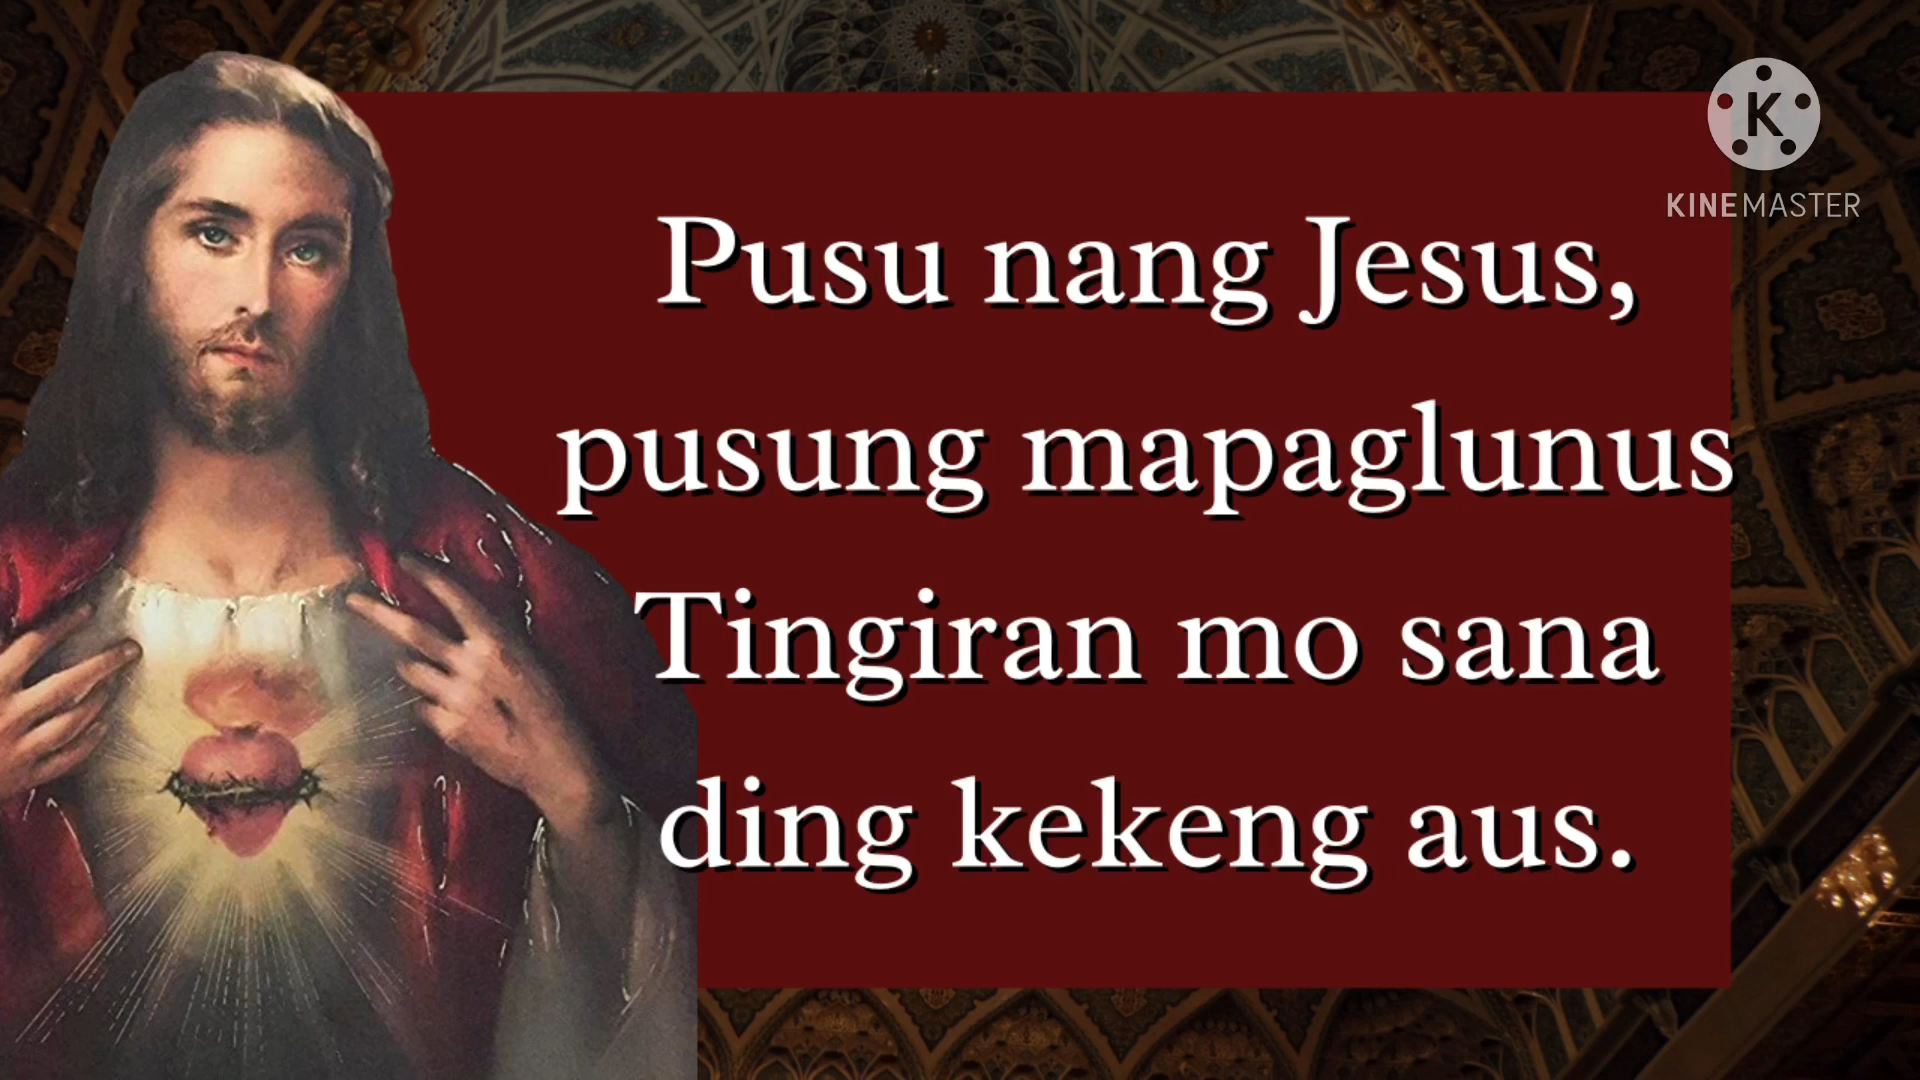 Pusu nang Jesus,
pusung mapaglunus
Tingiran mo sana
ding kekeng aus.
K
KINEMASTER